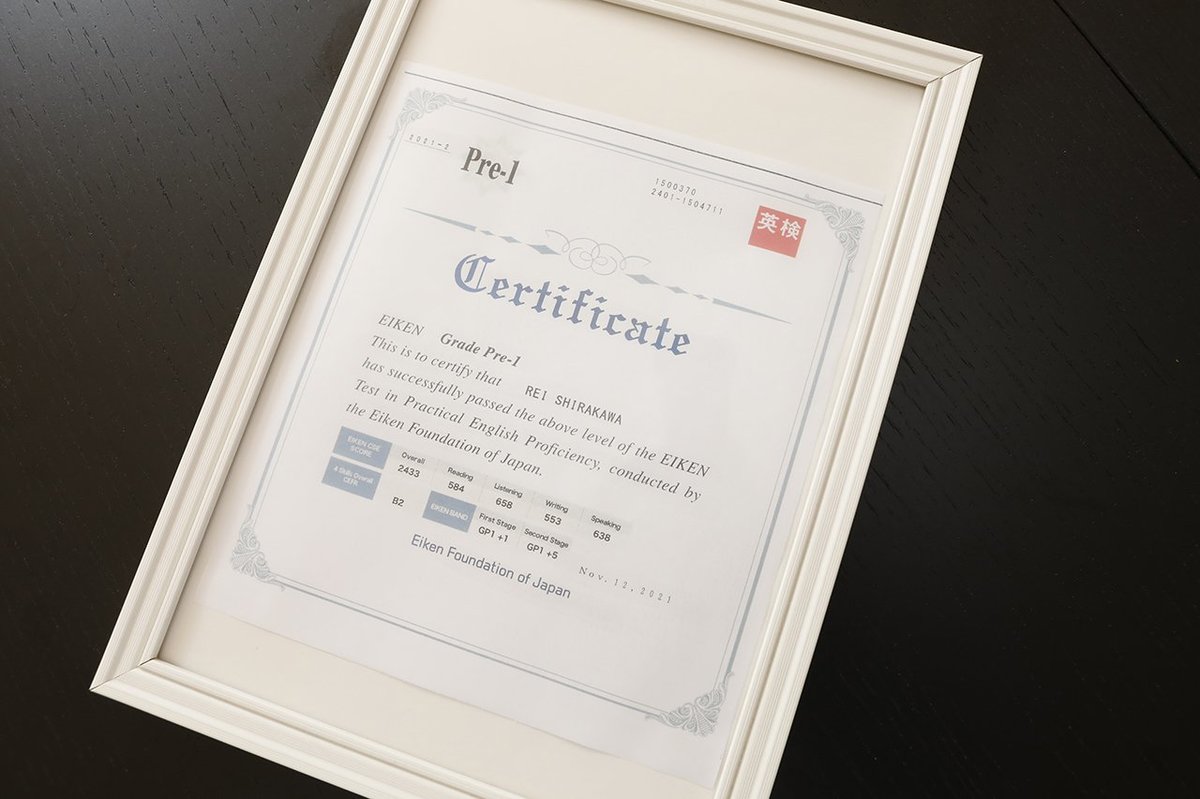 2021-2
Pre-1
1500370
2401-1504711
英検
Certificate
EIKEN Grade Pre-1
This is to certify that REI SHIRAKAWA
has successfully passed the above level of the EIKEN
Test in Practical English Proficiency, conducted by
the Eiken Foundation of Japan.
EIKEN CSE
SCORE
Overall Reading Listening Writing Speaking
2433 584 658 553 638
4 Skills Overall
CEFR
B2
EIKEN BAND
First Stage Second Stage
GP1 +1 GP1 +5
Eiken Foundation of Japan
Nov. 12, 2021